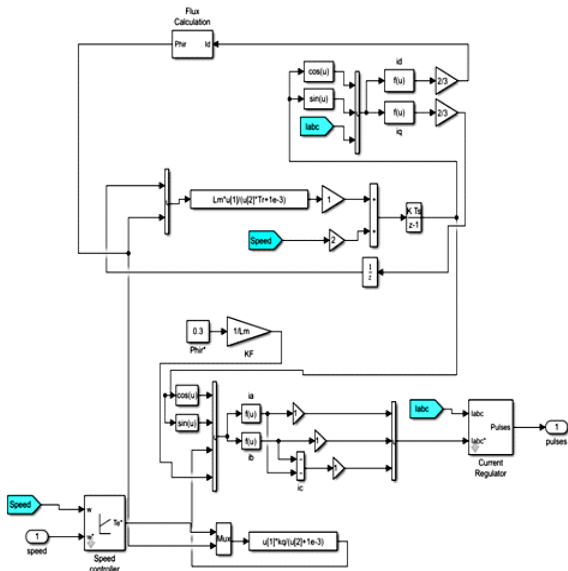 Flux
Calculation
Phir Id
id
cos(u)
f(u)
2/3
sin(u)
f(u)
2/3
Iabc
iq
Lm*u[1]/(u[2]*Tr+1e-3)
1
K Ts
z-1
Speed
2
1
z
0.3
1/Lm
Phir*
KF
cos(u)
ia
f(u)
1
sin(u)
f(u)
1
ib
1
ic
Iabc
Iabc
Pulses
Iabc*
1
pulses
Current
Regulator
Speed
w
Te*
1
w*
speed
Speed
controller
Mux
u[1]*kq/(u[2]+1e-3)